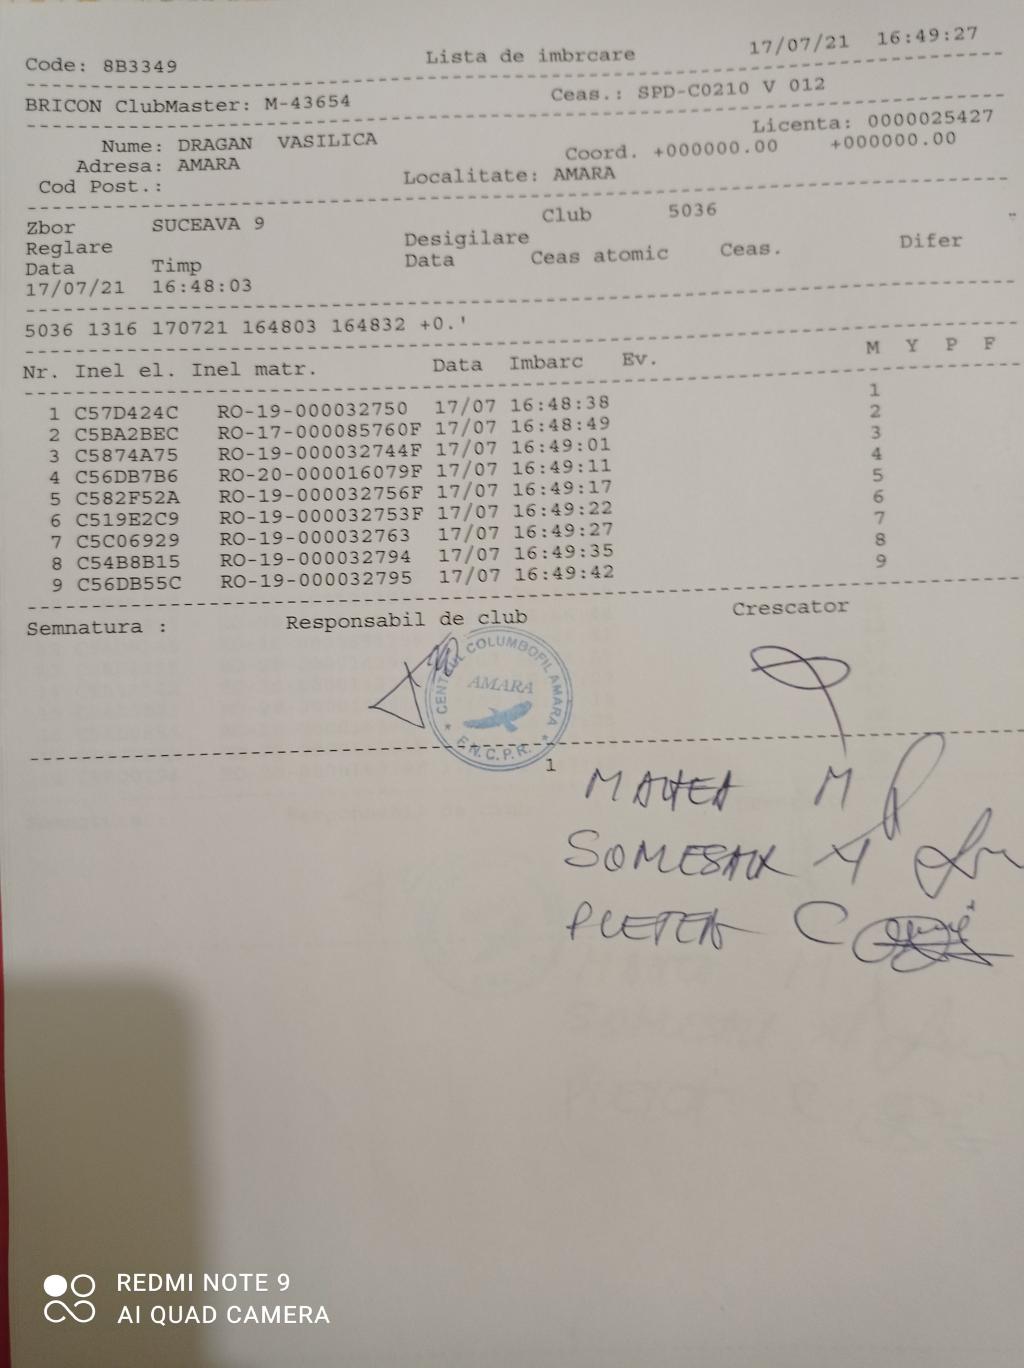 Code: 8B3349 Lista de imbrcare 17/07/21 16:49:27
BRICON ClubMaster: M-43654 Ceas.: SPD-C0210 V 012
Nume: DRAGAN VASILICA Licenta: 0000025427
Adresa: AMARA Coord. +000000.00 +000000.00
Cod Post.: Localitate: AMARA
Zbor SUCEAVA 9 Club 5036
Reglare Desigilare
Data Timp Data Ceas atomic Ceas. Difer
17/07/21 16:48:03
5036 1316 170721 164803 164832 +0.'
Nr. Inel el. Inel matr. Data Imbarc Ev. M Y P F
1 C57D424C RO-19-000032750 17/07 16:48:38 1
2 C5BA2BEC RO-17-000085760F 17/07 16:48:49 2
3 C5874A75 RO-19-000032744F 17/07 16:49:01 3
4 C56DB7B6 RO-20-000016079F 17/07 16:49:11 4
5 C582F52A RO-19-000032756F 17/07 16:49:17 5
6 C519E2C9 RO-19-000032753F 17/07 16:49:22 6
7 C5C06929 RO-19-000032763 17/07 16:49:27 7
8 C54B8B15 RO-19-000032794 17/07 16:49:35 8
9 C56DB55C RO-19-000032795 17/07 16:49:42 9
Semnatura : Responsabil de club Crescator
CENTRUL COLUMBOFIL AMARA
AMARA
F.N.C.P.R.
1
M
SOMESAN
C
REDMI NOTE 9
AI QUAD CAMERA